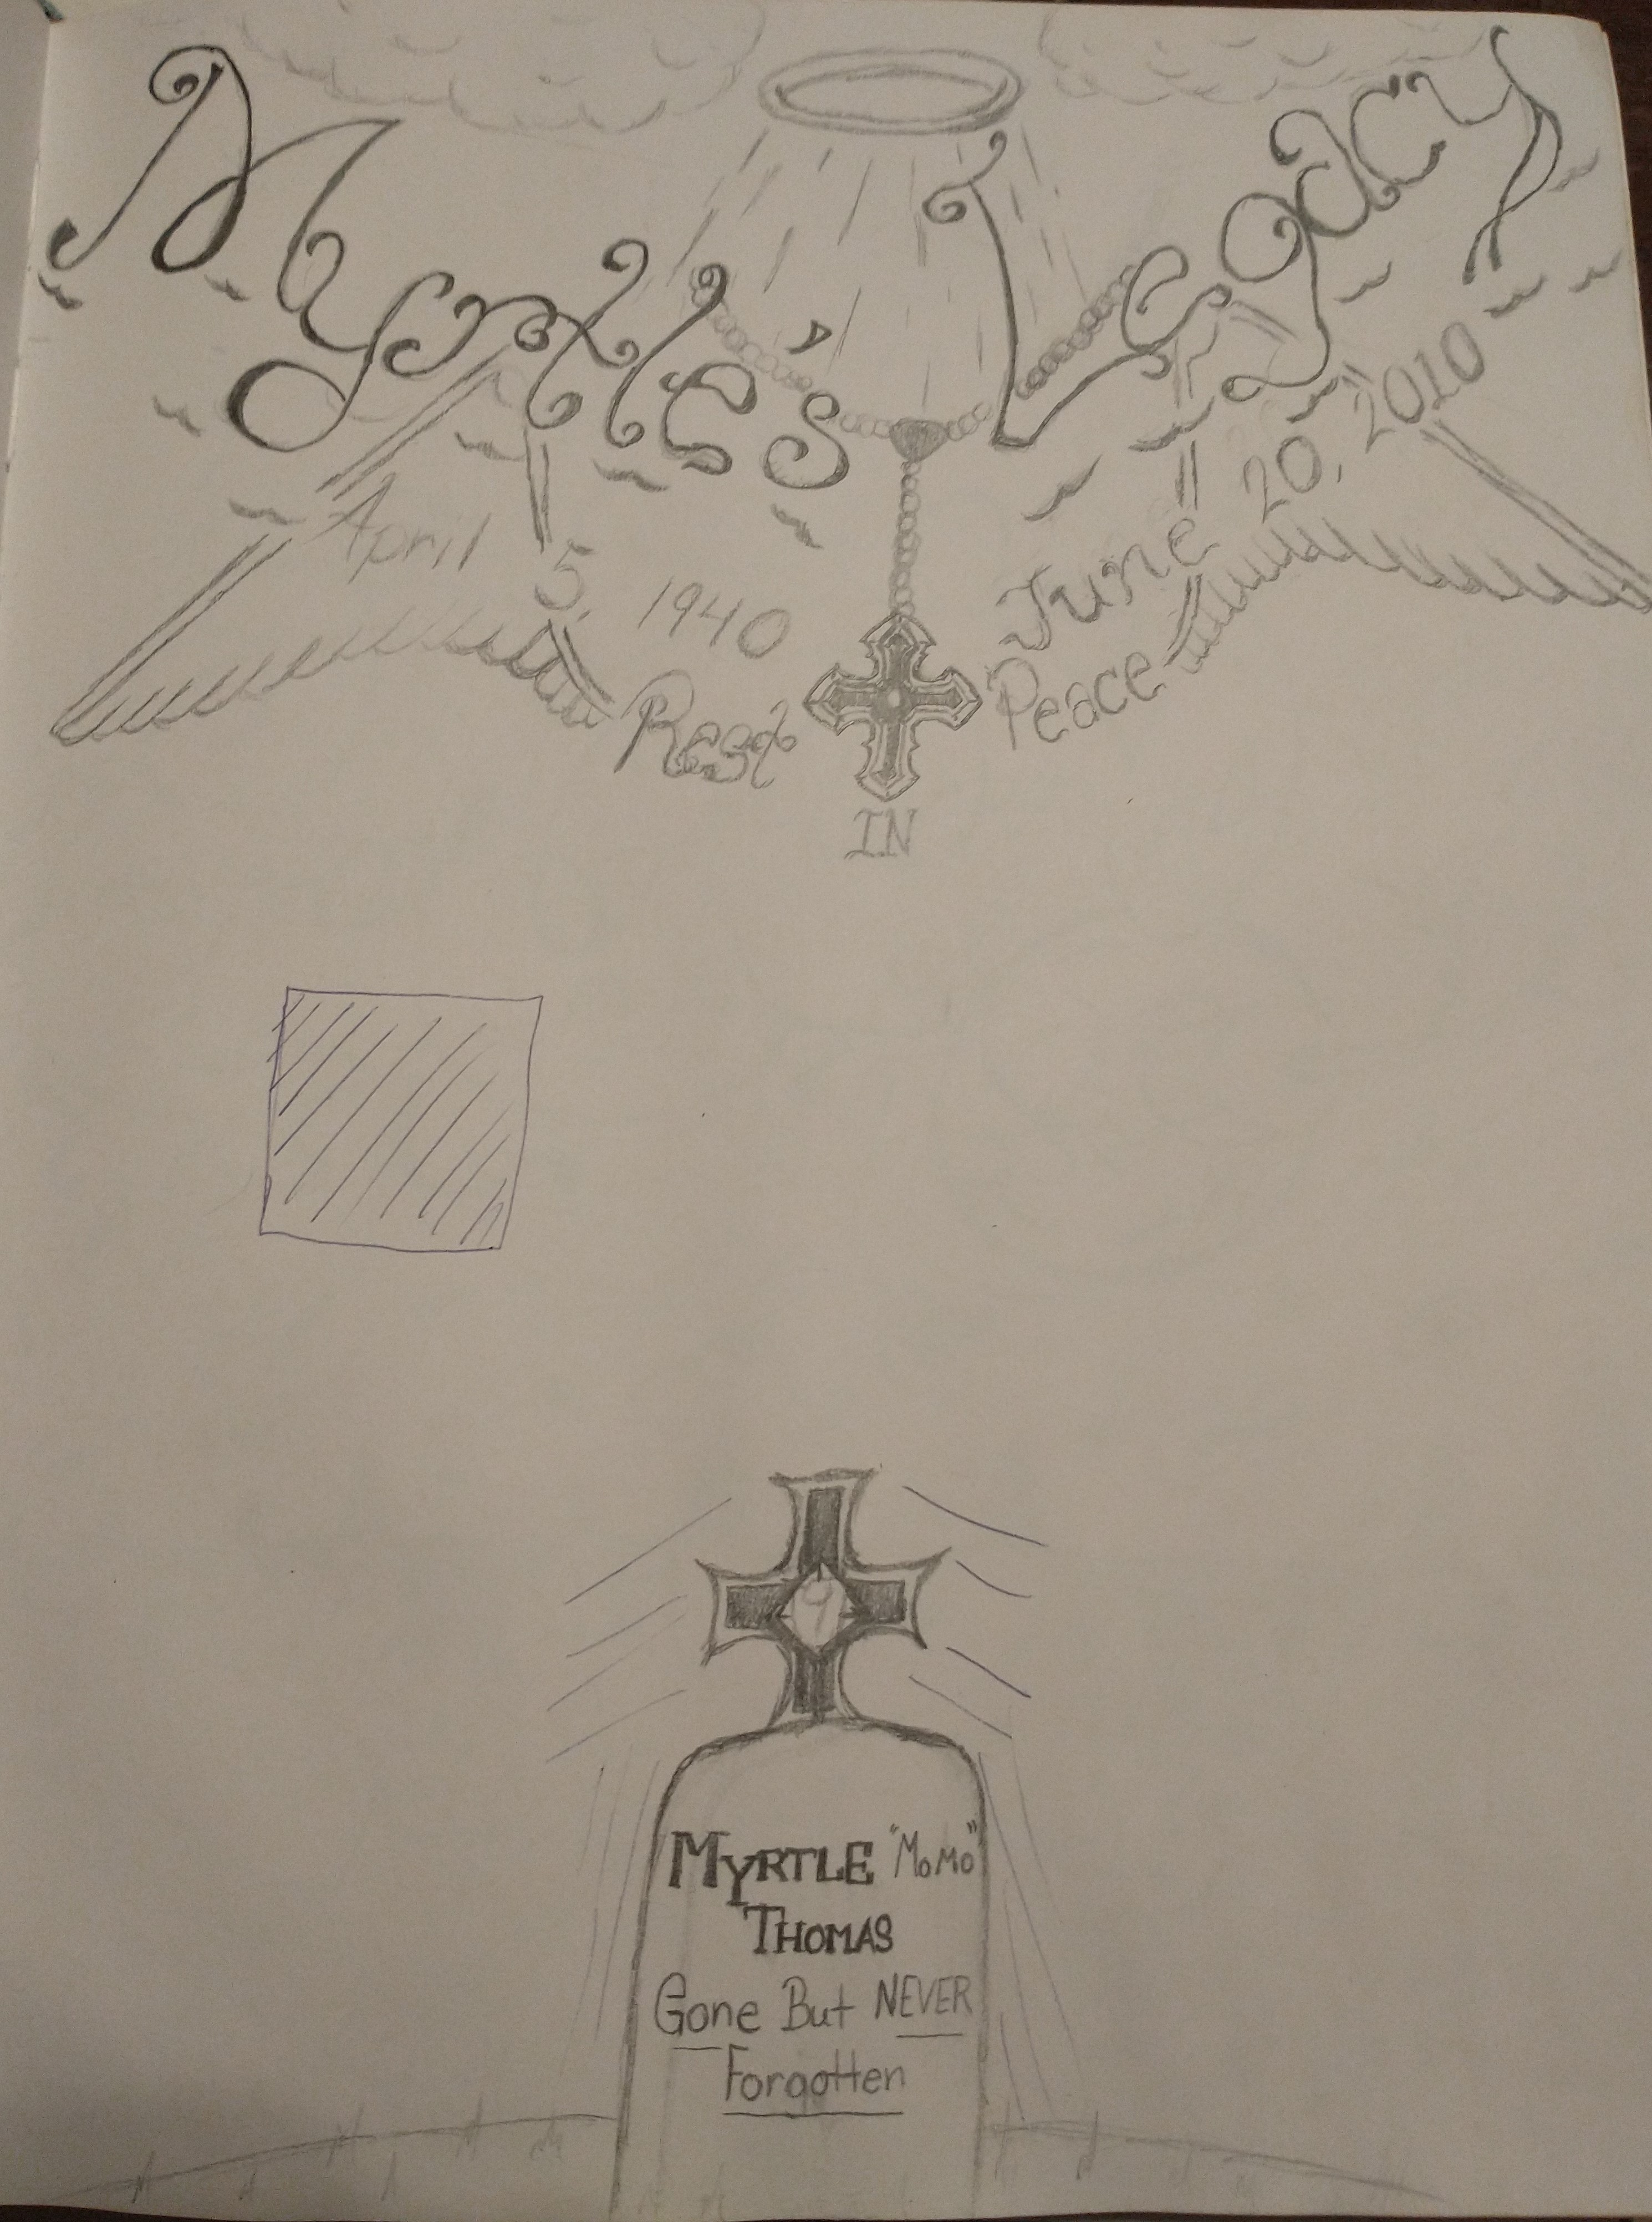 Myrtle's Legacy
April 5, 1940
June 20, 2010
Rest
IN
Peace
MYRTLE "MoMo"
THOMAS
Gone But NEVER
Forgotten